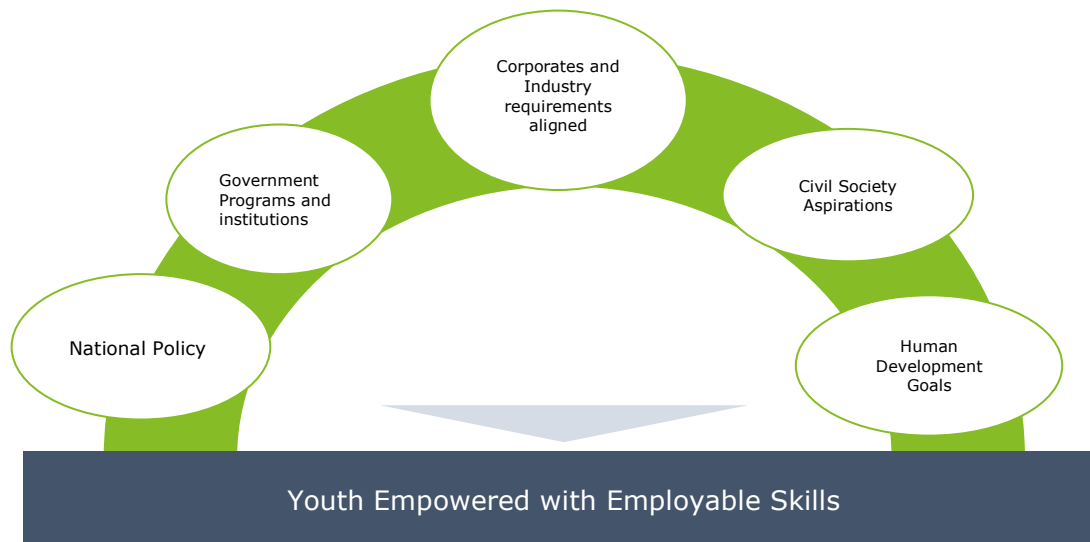 Corporates and
Industry
requirements
aligned
Government
Programs and
institutions
Civil Society
Aspirations
National Policy
Human
Development
Goals
Youth Empowered with Employable Skills